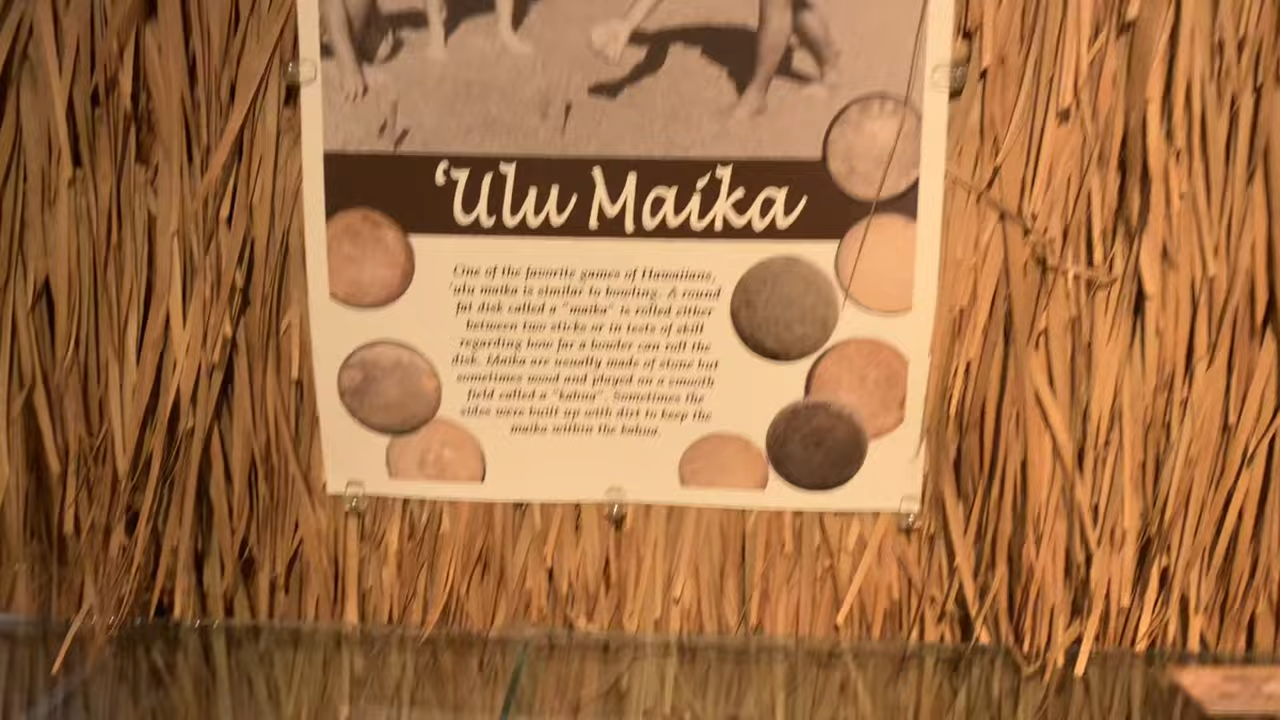 ‘Ulu Maika
One of the favorite games of Hawaiians,
‘ulu maika is similar to bowling. A round
fat disk called a "maika" is rolled either
between two sticks or in tests of skill
regarding how far a bowler can roll the
disk. Maika are usually made of stone but
sometimes wood and played on a smooth
field called a "kahua". Sometimes the
sides were built up with dirt to keep the
maika within the kahua.